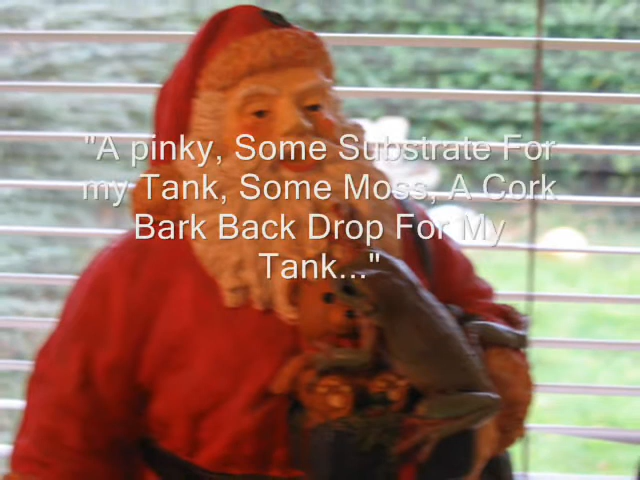 "A pinky, Some Substrate For
my Tank, Some Moss, A Cork
Bark Back Drop For My
Tank..."